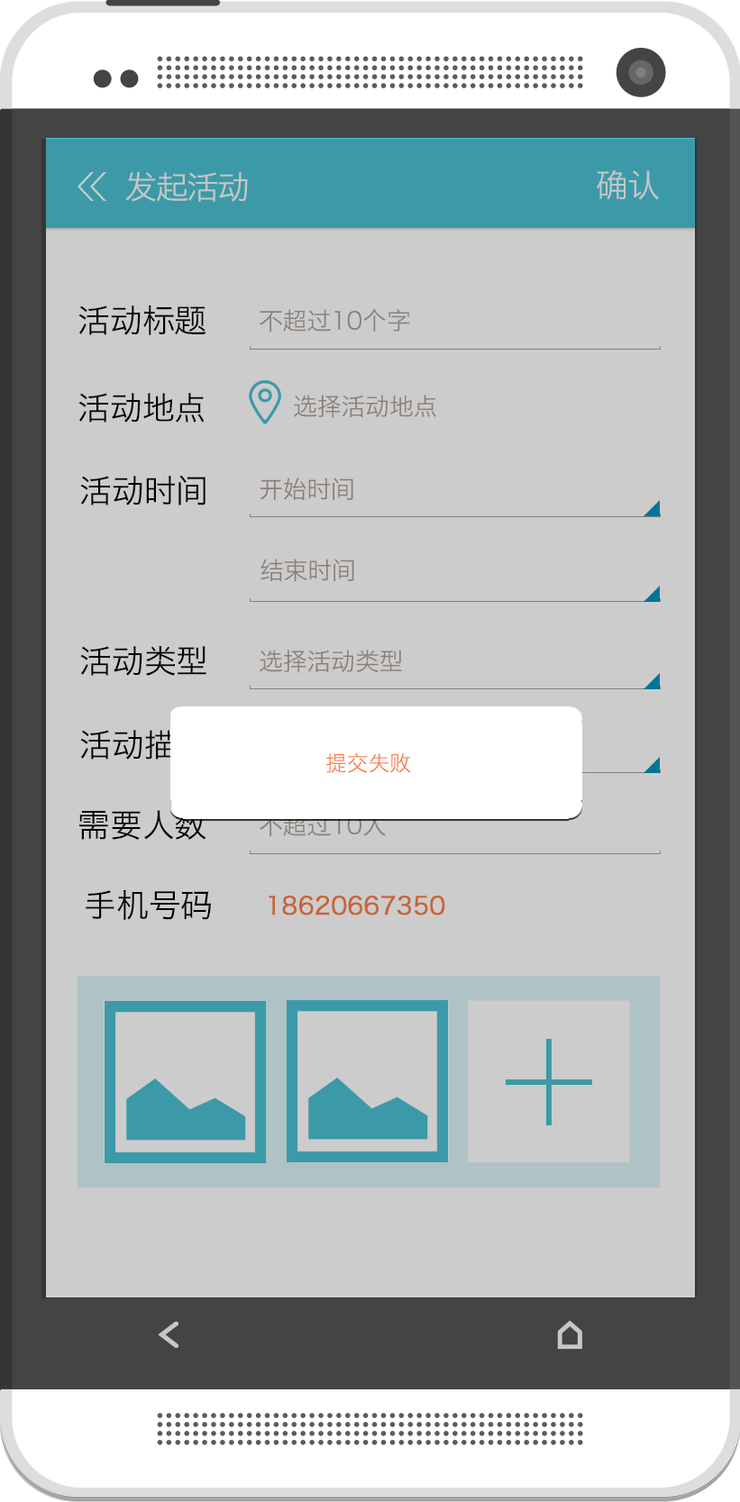 发起活动 确认
活动标题 不超过10个字
活动地点 选择活动地点
活动时间 开始时间
结束时间
活动类型 选择活动类型
活动描
提交失败
需要人数 不超过10人
手机号码 18620667350